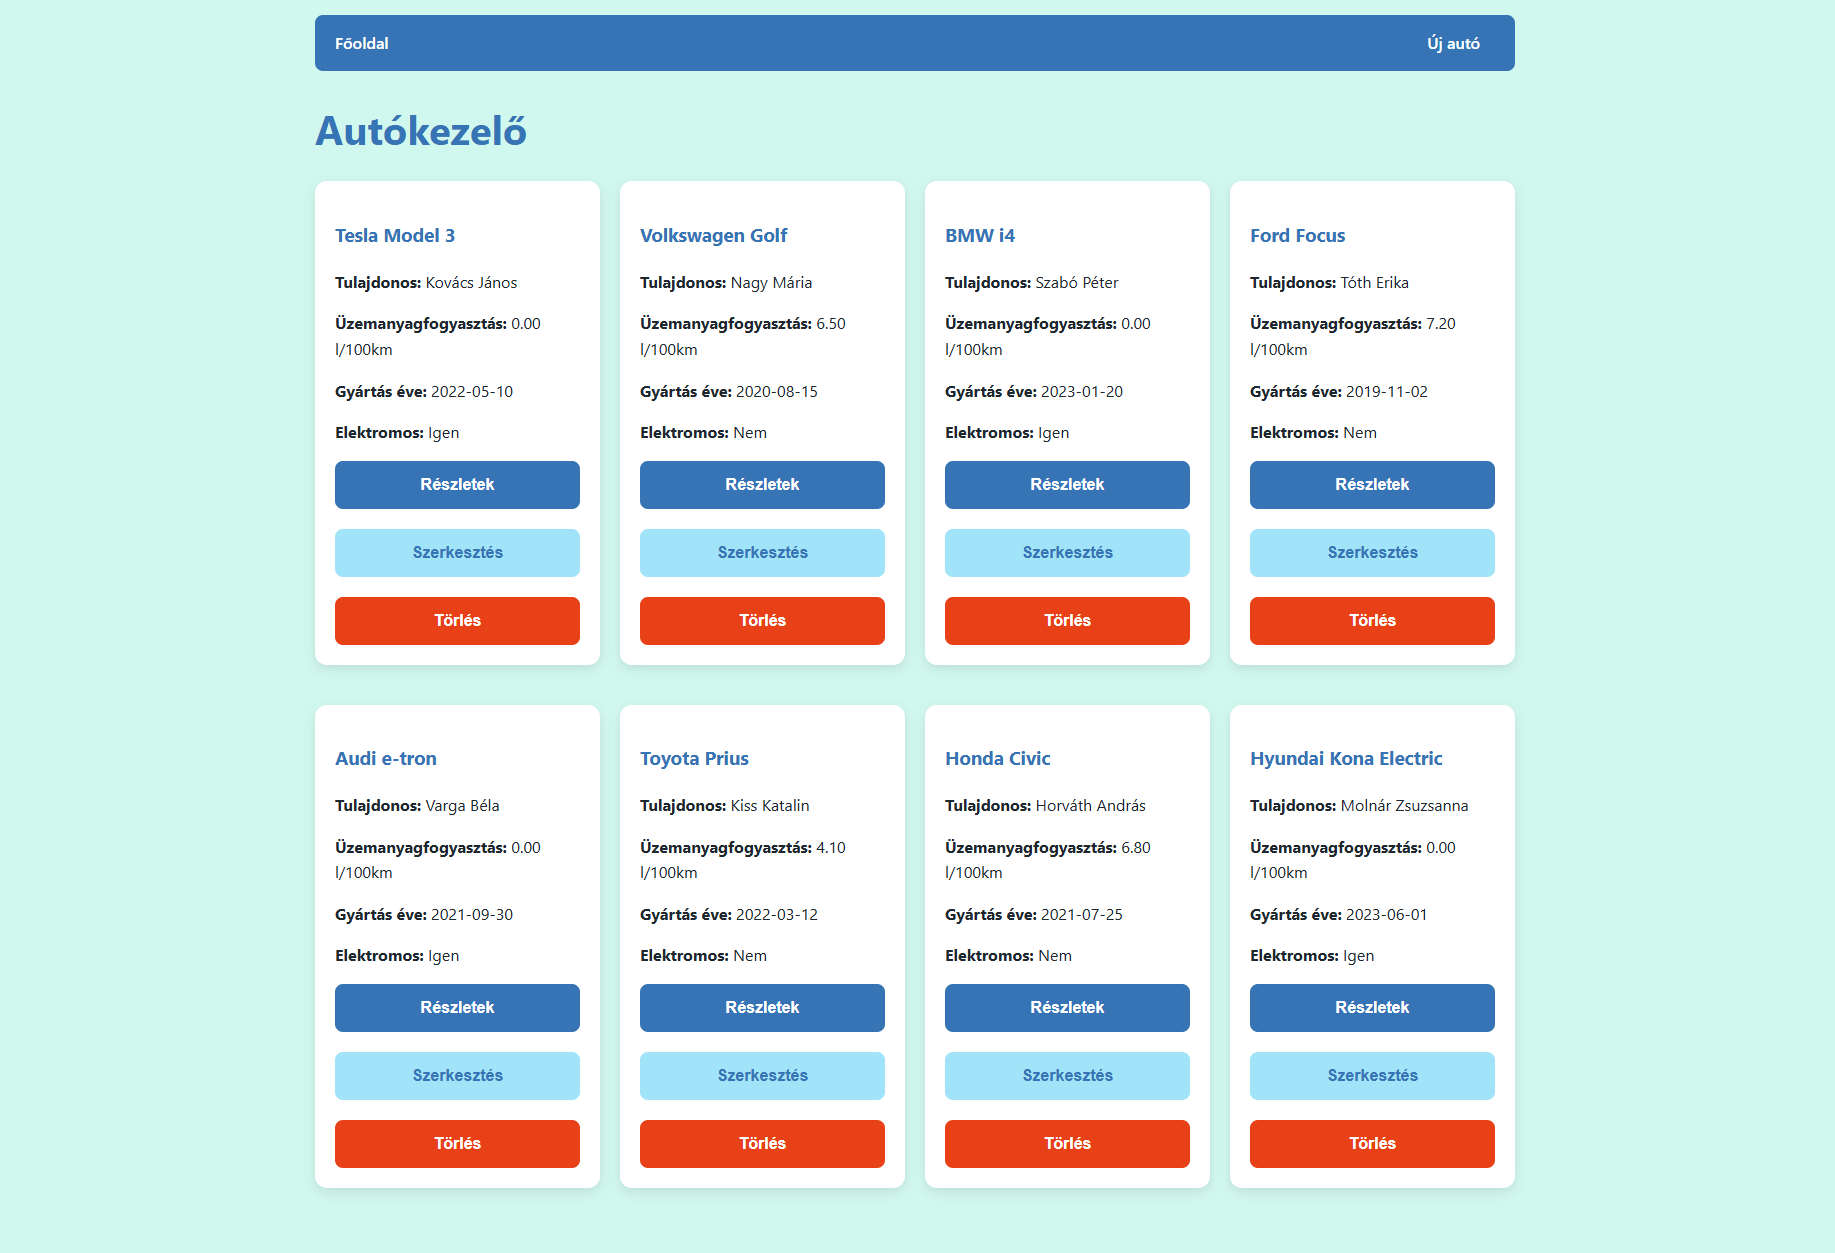 Főoldal
Új autó
Autókezelő
Tesla Model 3
Tulajdonos: Kovács János
Üzemanyagfogyasztás: 0.00
l/100km
Gyártás éve: 2022-05-10
Elektromos: Igen
Részletek
Szerkesztés
Törlés
Volkswagen Golf
Tulajdonos: Nagy Mária
Üzemanyagfogyasztás: 6.50
l/100km
Gyártás éve: 2020-08-15
Elektromos: Nem
Részletek
Szerkesztés
Törlés
BMW i4
Tulajdonos: Szabó Péter
Üzemanyagfogyasztás: 0.00
l/100km
Gyártás éve: 2023-01-20
Elektromos: Igen
Részletek
Szerkesztés
Törlés
Ford Focus
Tulajdonos: Tóth Erika
Üzemanyagfogyasztás: 7.20
l/100km
Gyártás éve: 2019-11-02
Elektromos: Nem
Részletek
Szerkesztés
Törlés
Audi e-tron
Tulajdonos: Varga Béla
Üzemanyagfogyasztás: 0.00
l/100km
Gyártás éve: 2021-09-30
Elektromos: Igen
Részletek
Szerkesztés
Törlés
Toyota Prius
Tulajdonos: Kiss Katalin
Üzemanyagfogyasztás: 4.10
l/100km
Gyártás éve: 2022-03-12
Elektromos: Nem
Részletek
Szerkesztés
Törlés
Honda Civic
Tulajdonos: Horváth András
Üzemanyagfogyasztás: 6.80
l/100km
Gyártás éve: 2021-07-25
Elektromos: Nem
Részletek
Szerkesztés
Törlés
Hyundai Kona Electric
Tulajdonos: Molnár Zsuzsanna
Üzemanyagfogyasztás: 0.00
l/100km
Gyártás éve: 2023-06-01
Elektromos: Igen
Részletek
Szerkesztés
Törlés